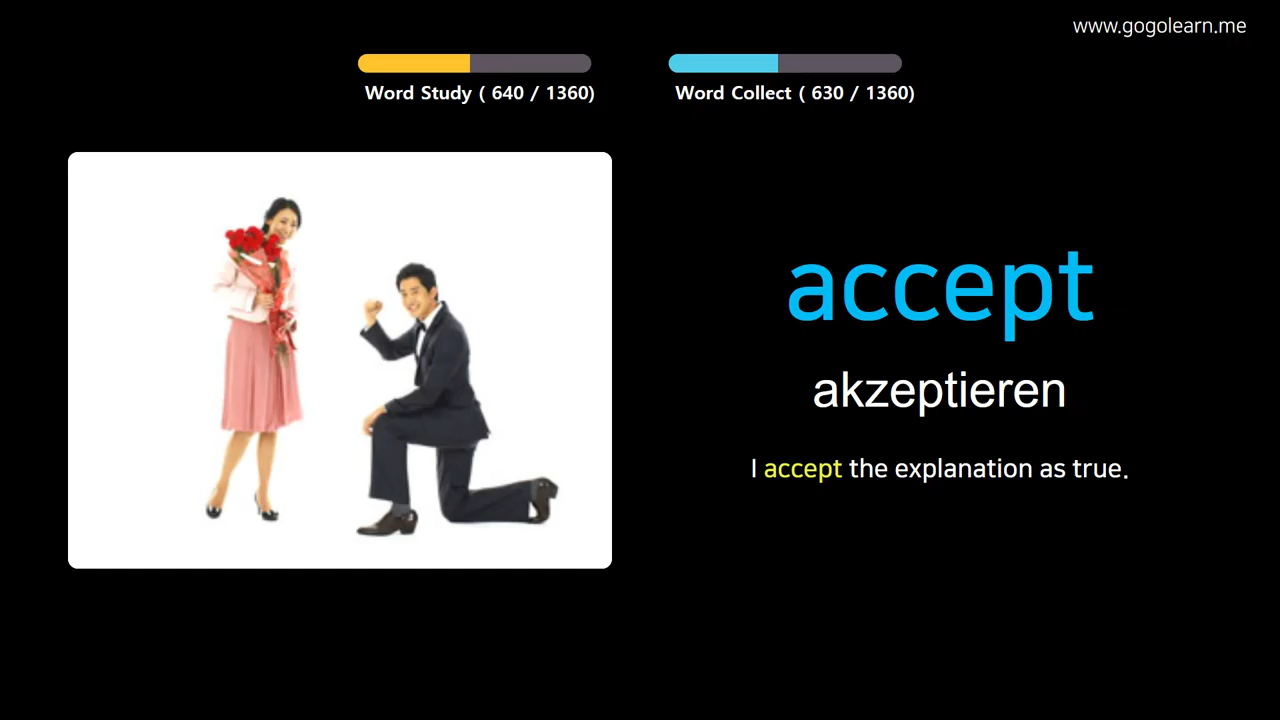 www.gogolearn.me
Word Study ( 640 / 1360)
Word Collect ( 630 / 1360)
accept
akzeptieren
I accept the explanation as true.